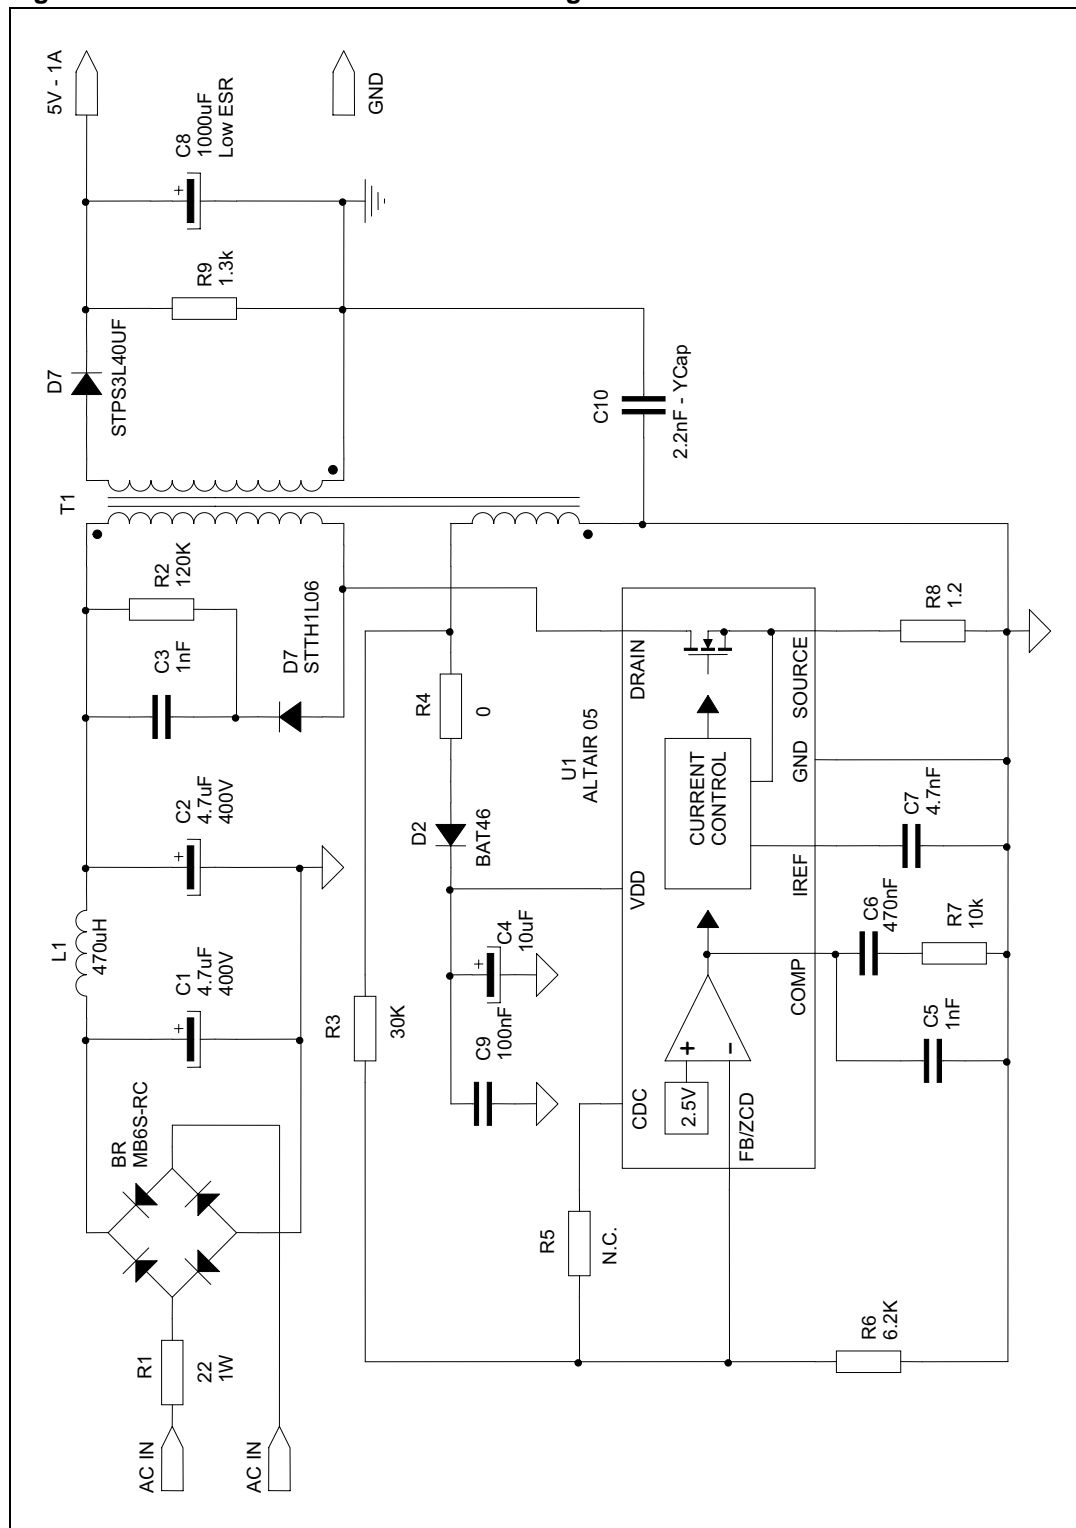 AC IN
AC IN
R1
22
1W
BR
MB6S-RC
C1
4.7uF
400V
+
L1
470uH
C2
4.7uF
400V
+
C3
1nF
R2
120K
D7
STTH1L06
T1
D7
STPS3L40UF
R9
1.3k
C8
1000uF
Low ESR
+
5V - 1A
GND
R3
30K
C9
100nF
C4
10uF
+
D2
BAT46
R4
0
C10
2.2nF - YCap
U1
ALTAIR 05
R5
N.C.
CDC
VDD
DRAIN
2.5V
+
-
CURRENT
CONTROL
FB/ZCD
COMP
IREF
GND
SOURCE
R6
6.2K
C5
1nF
C6
470nF
R7
10k
C7
4.7nF
R8
1.2